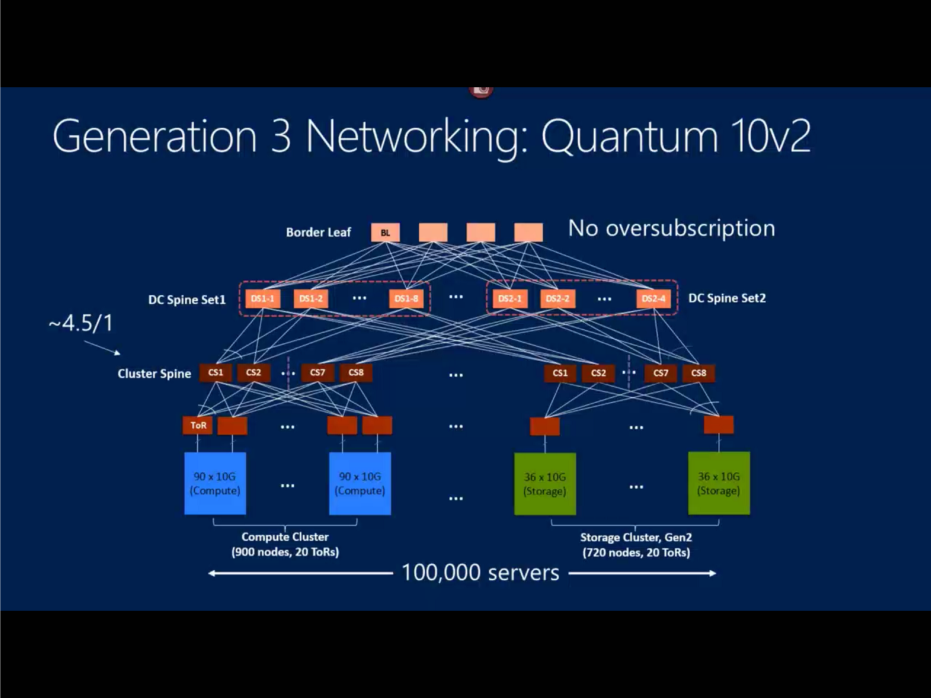 Generation 3 Networking: Quantum 10v2
Border Leaf BL No oversubscription
DC Spine Set1 DS1-1 DS1-2 ... DS1-8 ... DS2-1 DS2-2 ... DS2-4 DC Spine Set2
~4.5/1
Cluster Spine CS1 CS2 ... CS7 CS8 ... CS1 CS2 ... CS7 CS8
ToR ... ... ...
90 x 10G
(Compute)
...
90 x 10G
(Compute)
...
36 x 10G
(Storage)
...
36 x 10G
(Storage)
Compute Cluster
(900 nodes, 20 ToRs)
Storage Cluster, Gen2
(720 nodes, 20 ToRs)
100,000 servers